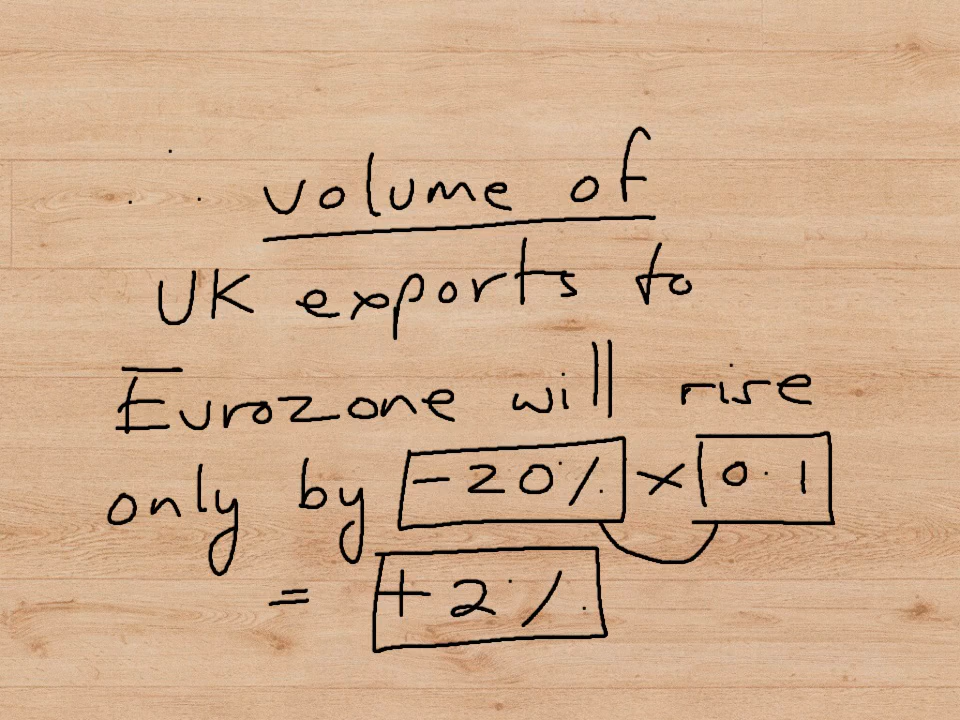 volume of
UK exports to
Eurozone will rise
only by -20% x 0.1
= +2%